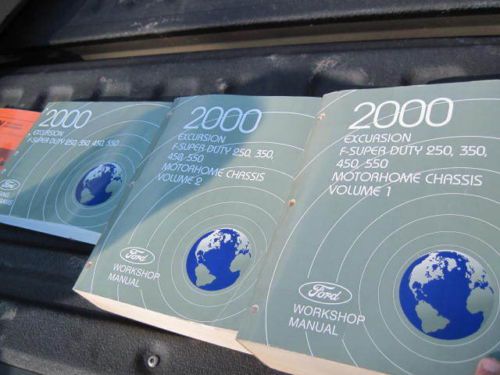 2000
EXCURSION
F-SUPER-DUTY 250, 350, 450, 550
Ford
2000
EXCURSION
F-SUPER-DUTY 250, 350,
450, 550
MOTORHOME CHASSIS
VOLUME 2
Ford
WORKSHOP
MANUAL
2000
EXCURSION
F-SUPER-DUTY 250, 350,
450, 550
MOTORHOME CHASSIS
VOLUME 1
Ford
WORKSHOP
MANUAL